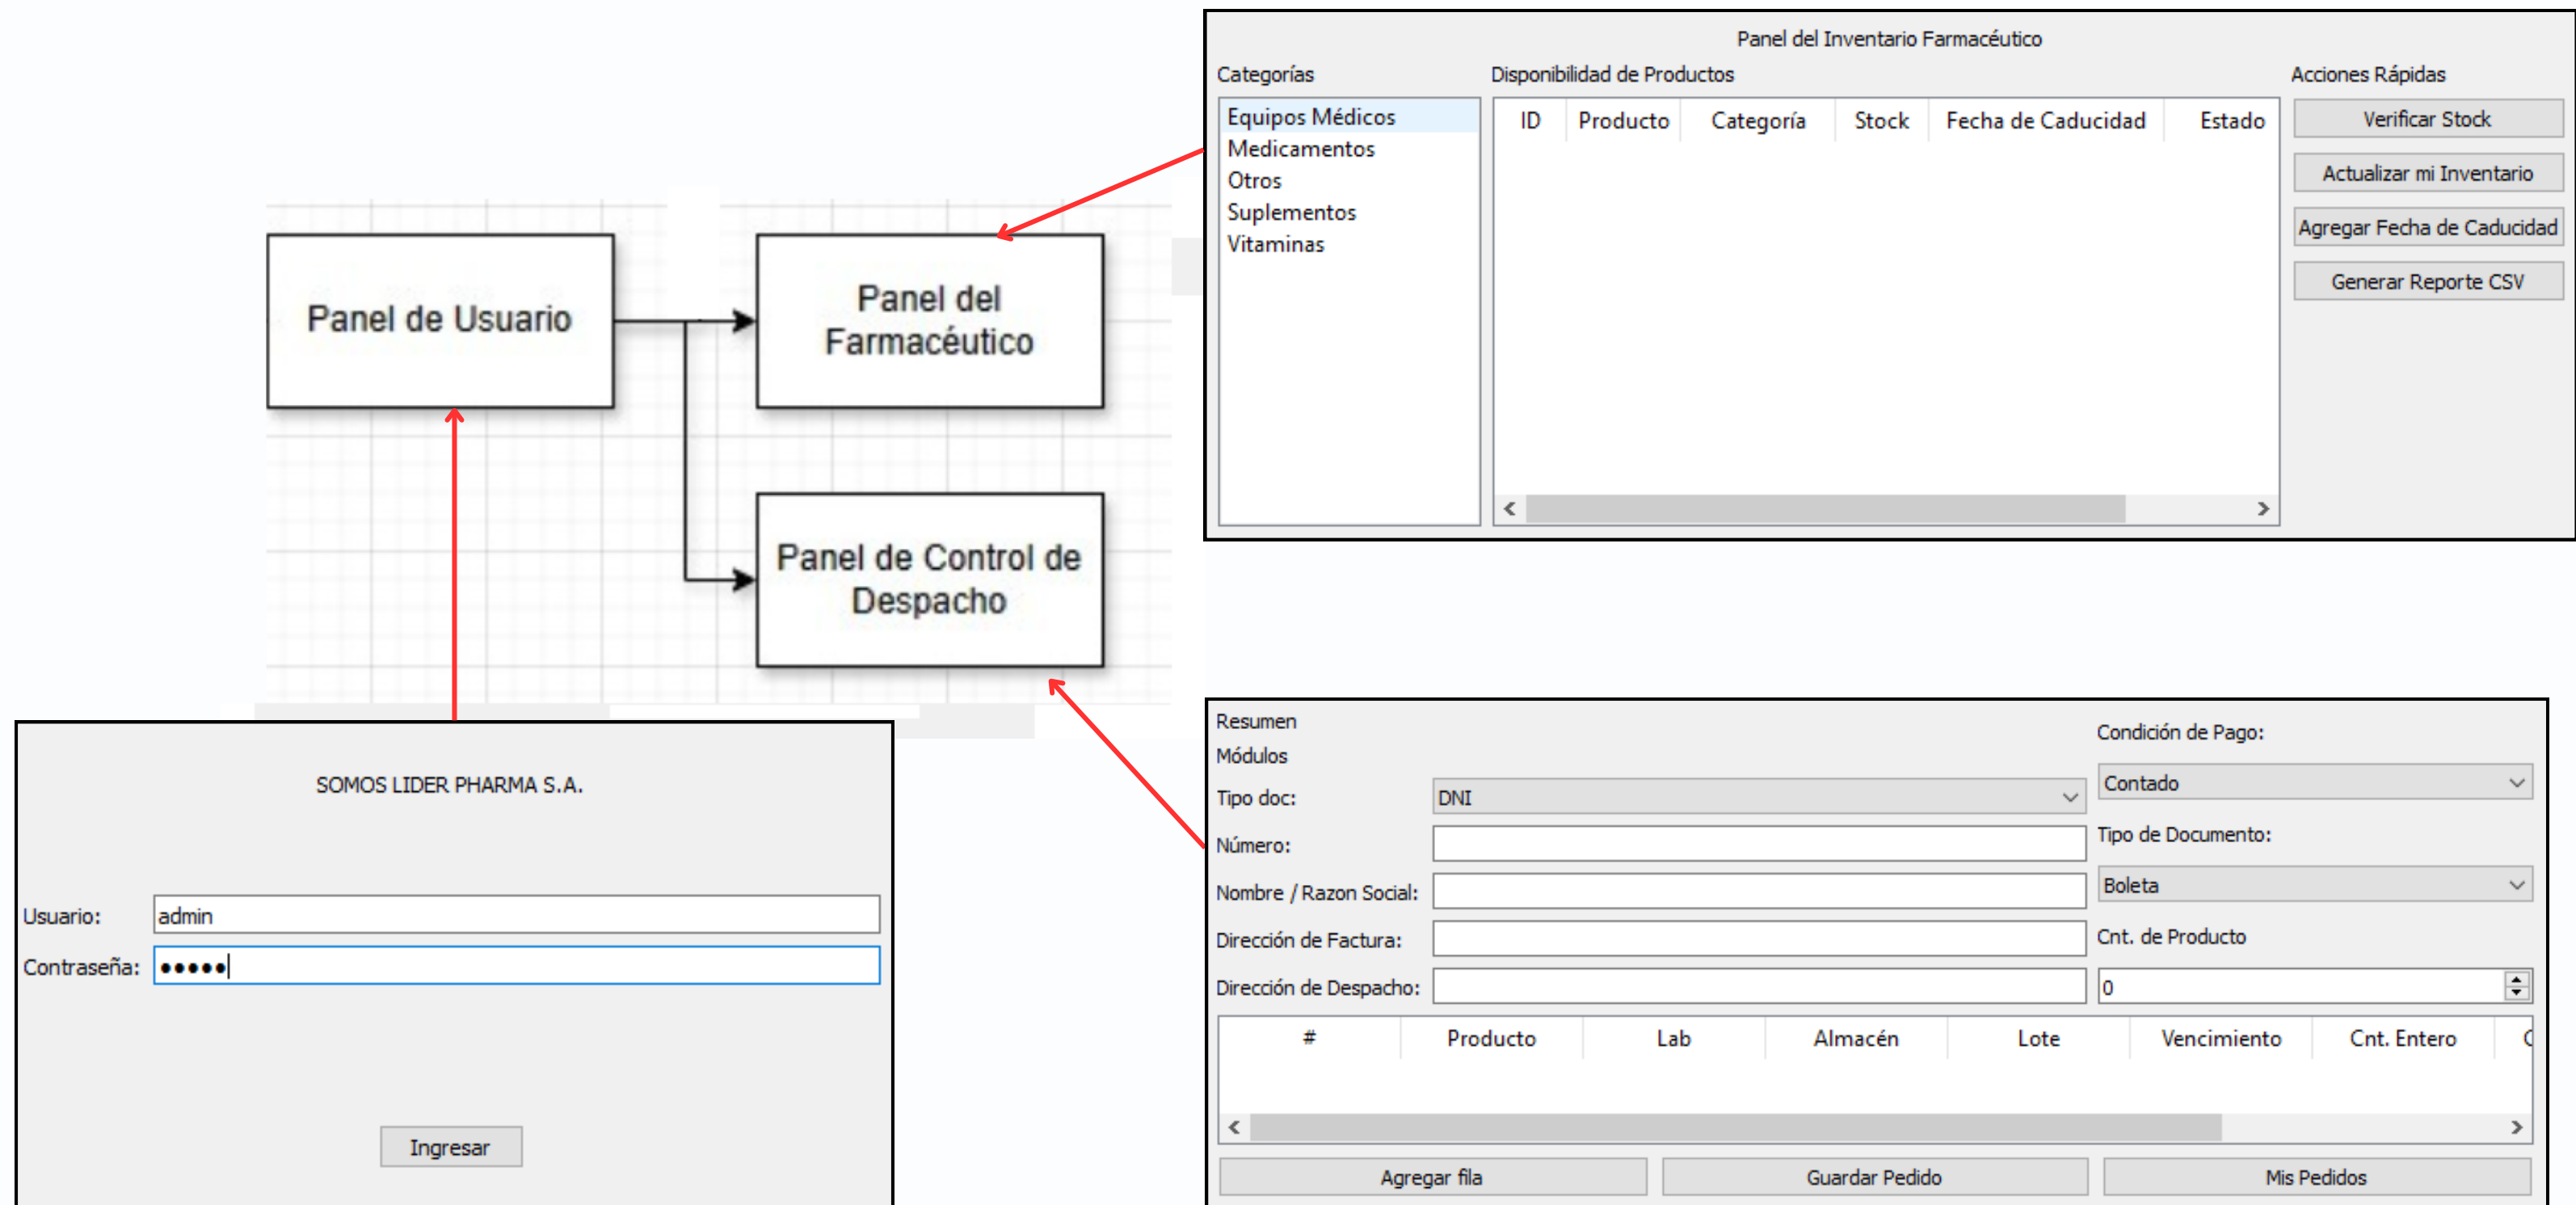 Panel de Usuario
Panel del
Farmacéutico
Panel de Control de
Despacho
Panel del Inventario Farmacéutico
Categorías
Equipos Médicos
Medicamentos
Otros
Suplementos
Vitaminas
Disponibilidad de Productos
ID Producto Categoría Stock Fecha de Caducidad Estado
Acciones Rápidas
Verificar Stock
Actualizar mi Inventario
Agregar Fecha de Caducidad
Generar Reporte CSV
SOMOS LIDER PHARMA S.A.
Usuario: admin
Contraseña: •••••
Ingresar
Resumen
Módulos
Tipo doc: DNI
Número:
Nombre / Razon Social:
Dirección de Factura:
Dirección de Despacho:
Condición de Pago:
Contado
Tipo de Documento:
Boleta
Cnt. de Producto
0
# Producto Lab Almacén Lote Vencimiento Cnt. Entero
Agregar fila Guardar Pedido Mis Pedidos